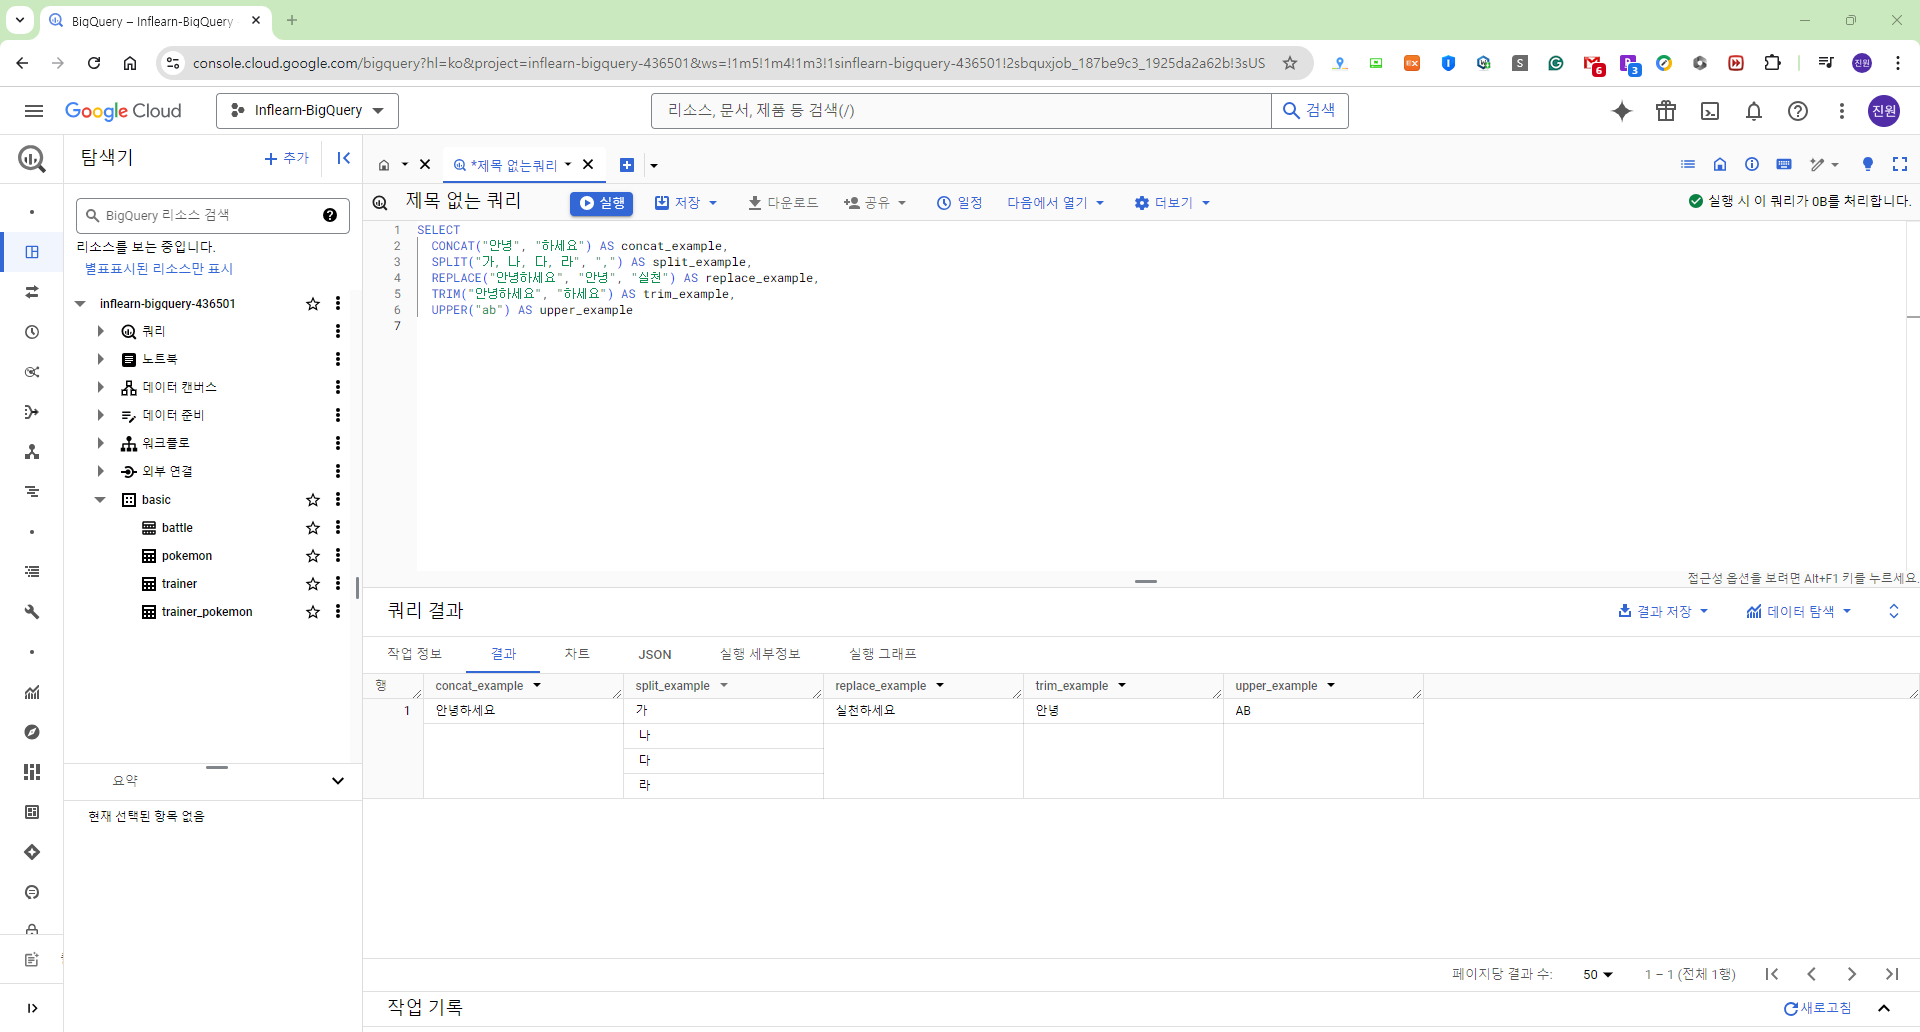 BigQuery – Inflearn-BigQuery
console.cloud.google.com/bigquery?hl=ko&project=inflearn-bigquery-436501&ws=!1m5!1m4!1m3!1sinflearn-bigquery-436501!2sbquxjob_187be9c3_1925da2a62b!3sUS
EX
S
6
3
진원
Google Cloud
Inflearn-BigQuery
리소스, 문서, 제품 등 검색(/)
검색
진원
탐색기
추가
*제목 없는쿼리
제목 없는 쿼리
실행
저장
다운로드
공유
일정
다음에서 열기
더보기
실행 시 이 쿼리가 0B를 처리합니다.
BigQuery 리소스 검색
리소스를 보는 중입니다.
별표표시된 리소스만 표시
inflearn-bigquery-436501
쿼리
노트북
데이터 캔버스
데이터 준비
워크플로
외부 연결
basic
battle
pokemon
trainer
trainer_pokemon
요약
현재 선택된 항목 없음
1 SELECT
2 CONCAT("안녕", "하세요") AS concat_example,
3 SPLIT("가, 나, 다, 라", ",") AS split_example,
4 REPLACE("안녕하세요", "안녕", "실천") AS replace_example,
5 TRIM("안녕하세요", "하세요") AS trim_example,
6 UPPER("ab") AS upper_example
7
접근성 옵션을 보려면 Alt+F1 키를 누르세요.
쿼리 결과
결과 저장
데이터 탐색
작업 정보
결과
차트
JSON
실행 세부정보
실행 그래프
행 concat_example split_example replace_example trim_example upper_example
1 안녕하세요 가 실천하세요 안녕 AB
나
다
라
페이지당 결과 수: 50 1 – 1 (전체 1행)
작업 기록
새로고침